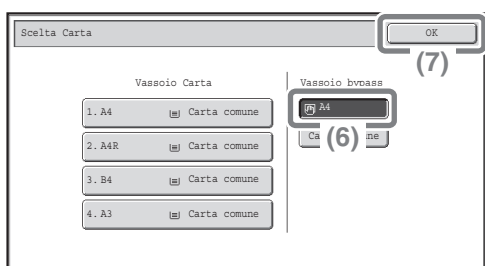 Scelta Carta
OK
(7)
Vassoio Carta
Vassoio bypass
1. A4 Carta comune
2. A4R Carta comune
3. B4 Carta comune
4. A3 Carta comune
A4
(6)